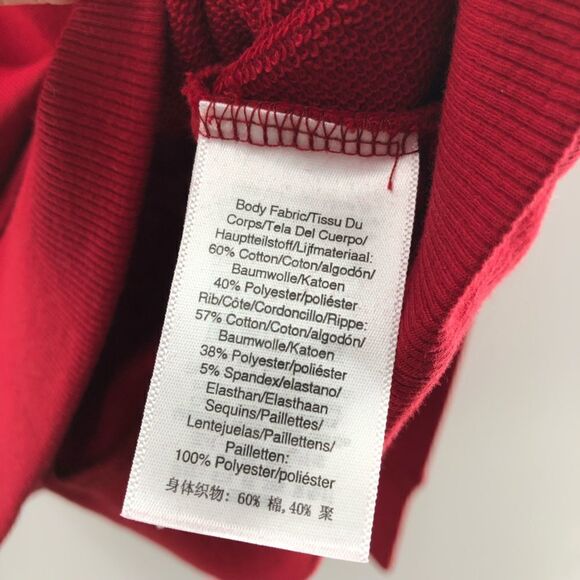 Body Fabric/Tissu Du
Corps/Tela Del Cuerpo/
Hauptteilstoff/Lijfmateriaal:
60% Cotton/Coton/algodón/
Baumwolle/Katoen
40% Polyester/poliéster
Rib/Côte/Cordoncillo/Rippe:
57% Cotton/Coton/algodón/
Baumwolle/Katoen
38% Polyester/poliéster
5% Spandex/elastano/
Elasthan/Elasthaan
Sequins/Paillettes/
Lentejuelas/Paillettens/
Pailletten:
100% Polyester/poliéster
身体织物: 60% 棉,40% 聚